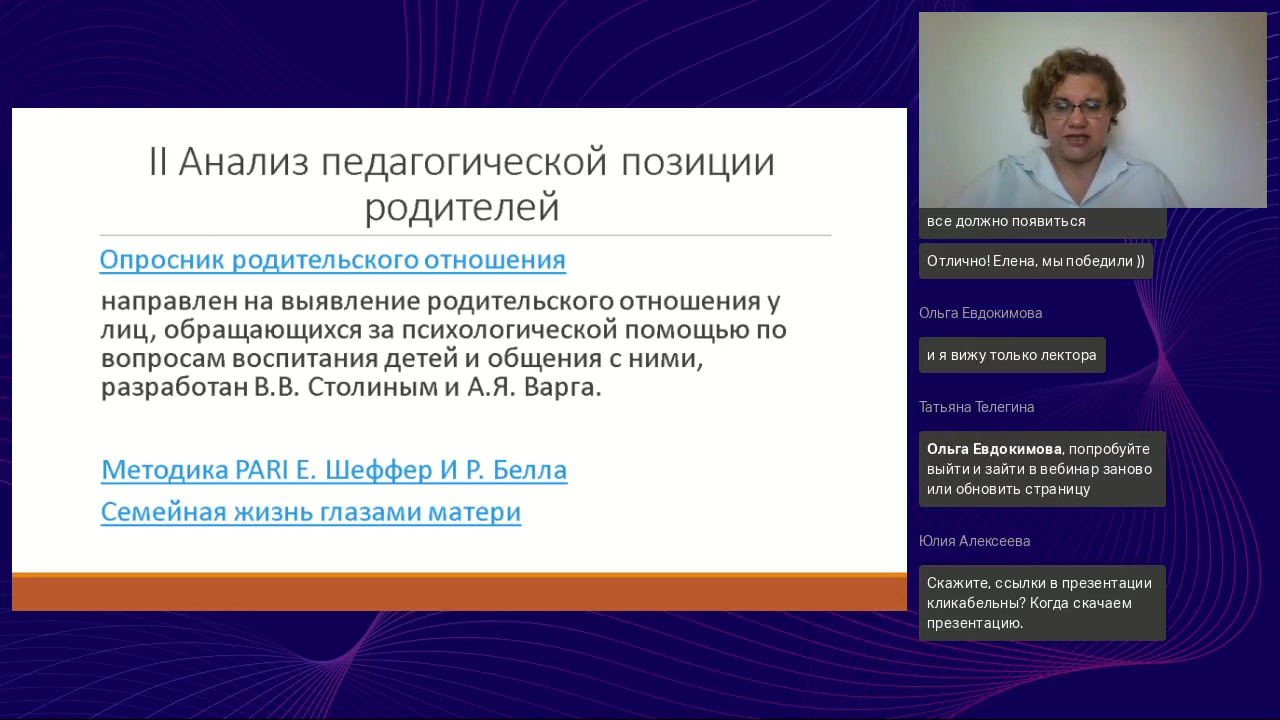 II Анализ педагогической позиции
родителей
Опросник родительского отношения
направлен на выявление родительского отношения у
лиц, обращающихся за психологической помощью по
вопросам воспитания детей и общения с ними,
разработан В.В. Столиным и А.Я. Варга.
Методика PARI Е. Шеффер И Р. Белла
Семейная жизнь глазами матери
все должно появиться
Отлично! Елена, мы победили ))
Ольга Евдокимова
и я вижу только лектора
Татьяна Телегина
Ольга Евдокимова, попробуйте
выйти и зайти в вебинар заново
или обновить страницу
Юлия Алексеева
Скажите, ссылки в презентации
кликабельны? Когда скачаем
презентацию.